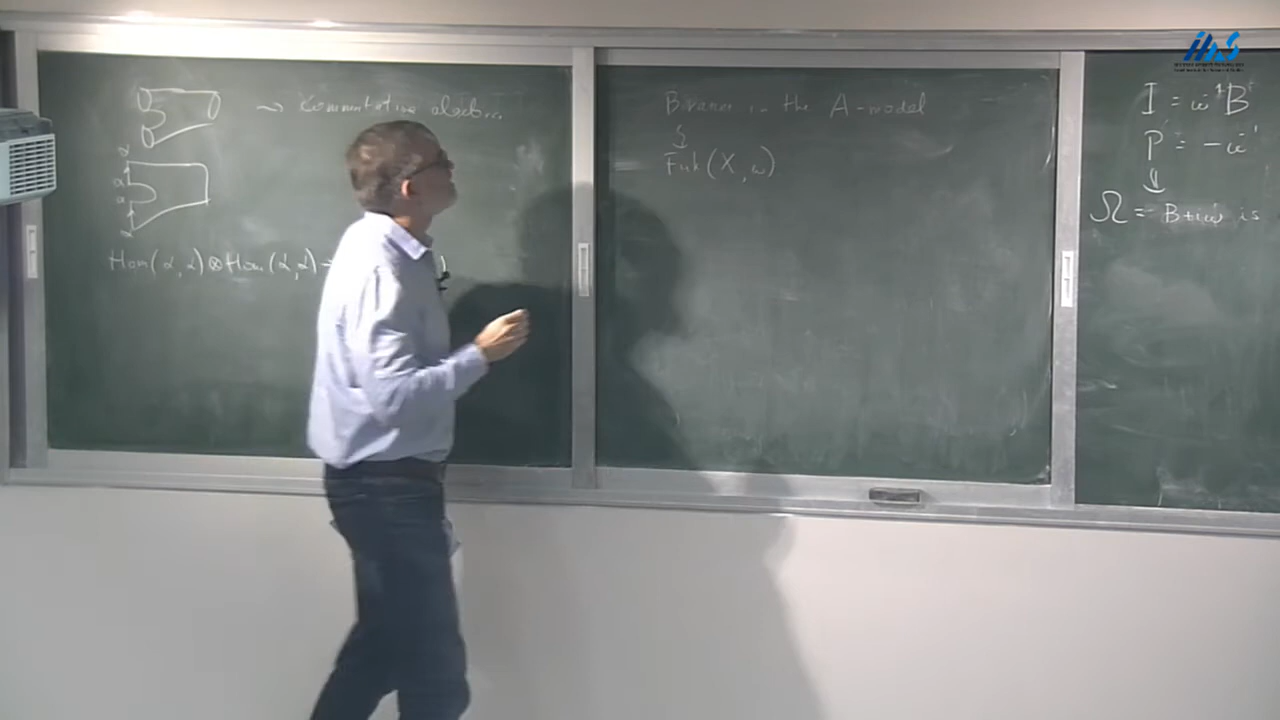 ~> Commutative algebra
α
α
α
α
Hom(α,α)⊗Hom(α,α)→
Branes in the A-model
Fuk(X,ω)
I = ω⁻¹B
P = -ω⁻¹
⇓
Ω = B+iω is